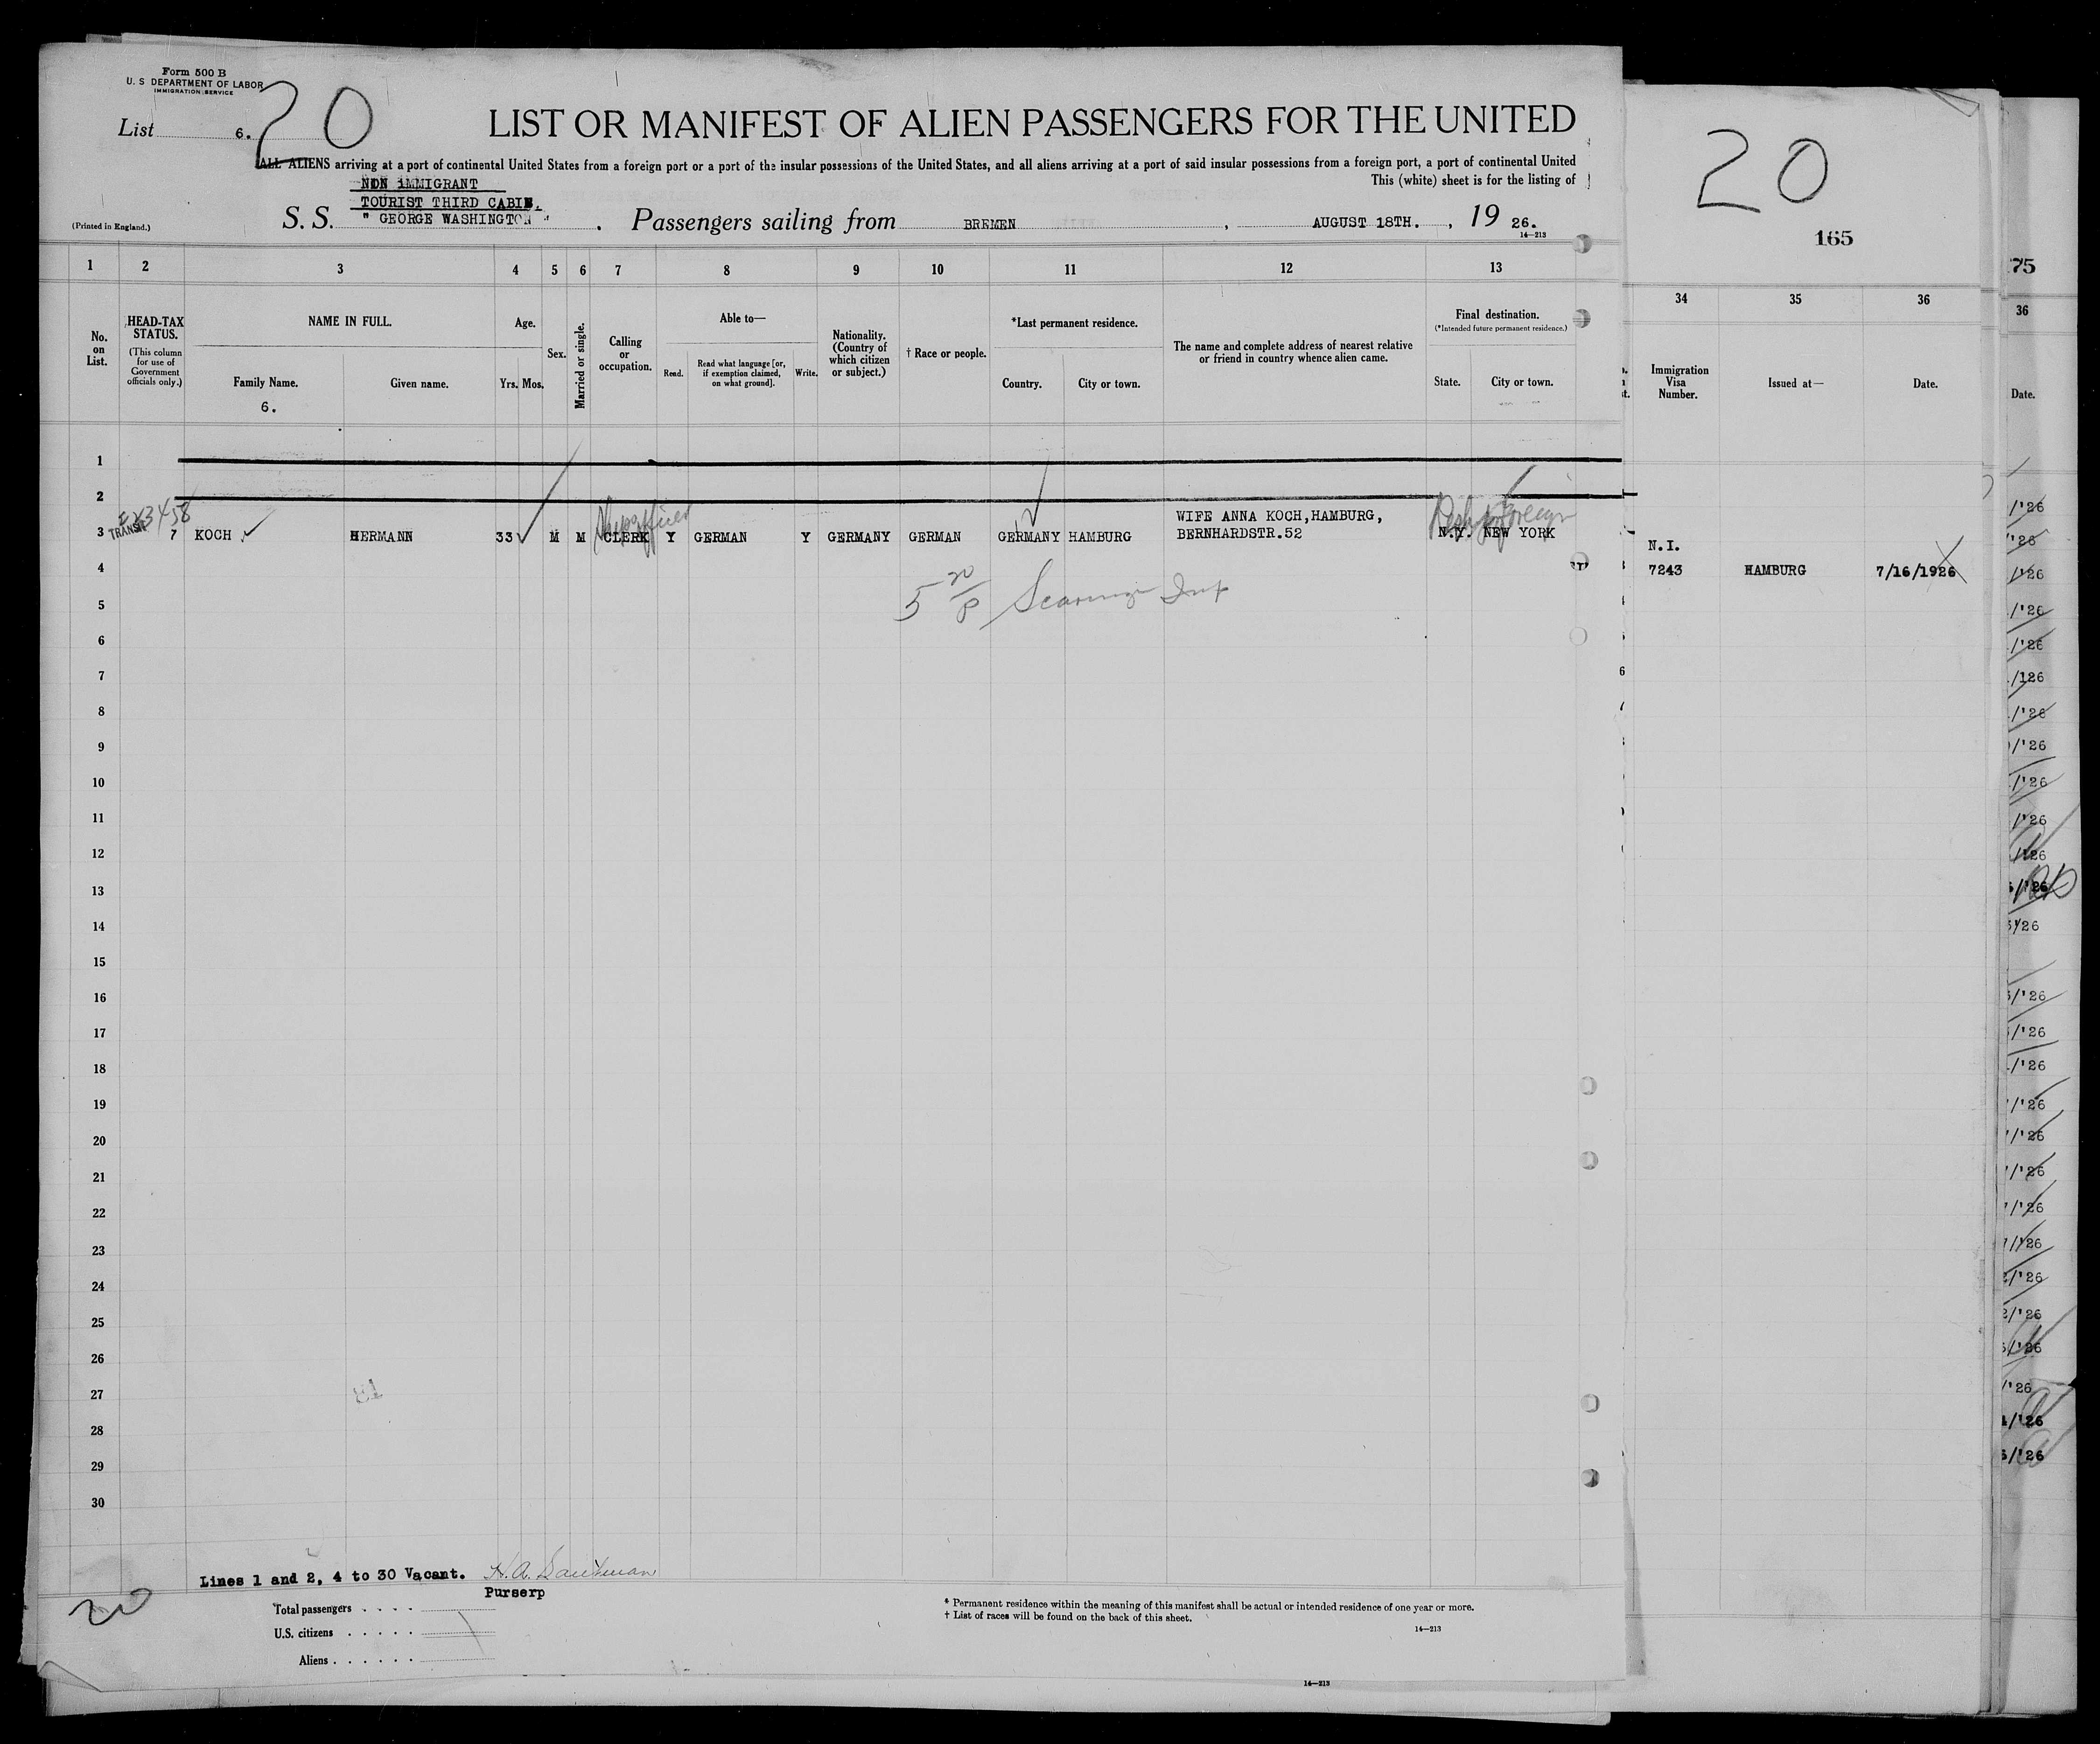 Form 500 B
U. S DEPARTMENT OF LABOR
IMMIGRATION SERVICE
List 6.
20
LIST OR MANIFEST OF ALIEN PASSENGERS FOR THE UNITED
ALL ALIENS arriving at a port of continental United States from a foreign port or a port of the insular possessions of the United States, and all aliens arriving at a port of said insular possessions from a foreign port, a port of continental United
This (white) sheet is for the listing of
NON IMMIGRANT
TOURIST THIRD CABIN.
(Printed in England.)
S. S. " GEORGE WASHINGTON " . Passengers sailing from BREMEN , AUGUST 18TH. , 19 26.
14—213
1 2 3 4 5 6 7 8 9 10 11 12 13
No. on List.
HEAD-TAX STATUS.
(This column for use of Government officials only.)
NAME IN FULL.
Family Name.
6.
Given name.
Age.
Yrs. Mos.
Sex.
Married or single.
Calling or occupation.
Able to—
Read.
Read what language [or, if exemption claimed, on what ground].
Write.
Nationality. (Country of which citizen or subject.)
† Race or people.
*Last permanent residence.
Country.
City or town.
The name and complete address of nearest relative or friend in country whence alien came.
Final destination.
(*Intended future permanent residence.)
State.
City or town.
1
2
3 TRANSIT 7 KOCH HERMANN 33 M M CLERK Y GERMAN Y GERMANY GERMAN GERMANY HAMBURG WIFE ANNA KOCH, HAMBURG, BERNHARDSTR.52 N.Y. NEW YORK
4
5
6
7
8
9
10
11
12
13
14
15
16
17
18
19
20
21
22
23
24
25
26
27
28
29
30
Lines 1 and 2, 4 to 30 Vacant.
Purserp
20
Total passengers . . . .
U.S. citizens . . . . .
Aliens . . . . . .
* Permanent residence within the meaning of this manifest shall be actual or intended residence of one year or more.
† List of races will be found on the back of this sheet.
14—213
14—213
20
165
34 35 36
Immigration Visa Number.
Issued at—
Date.
N.I.
7243 HAMBURG 7/16/1926
75
36
Date.